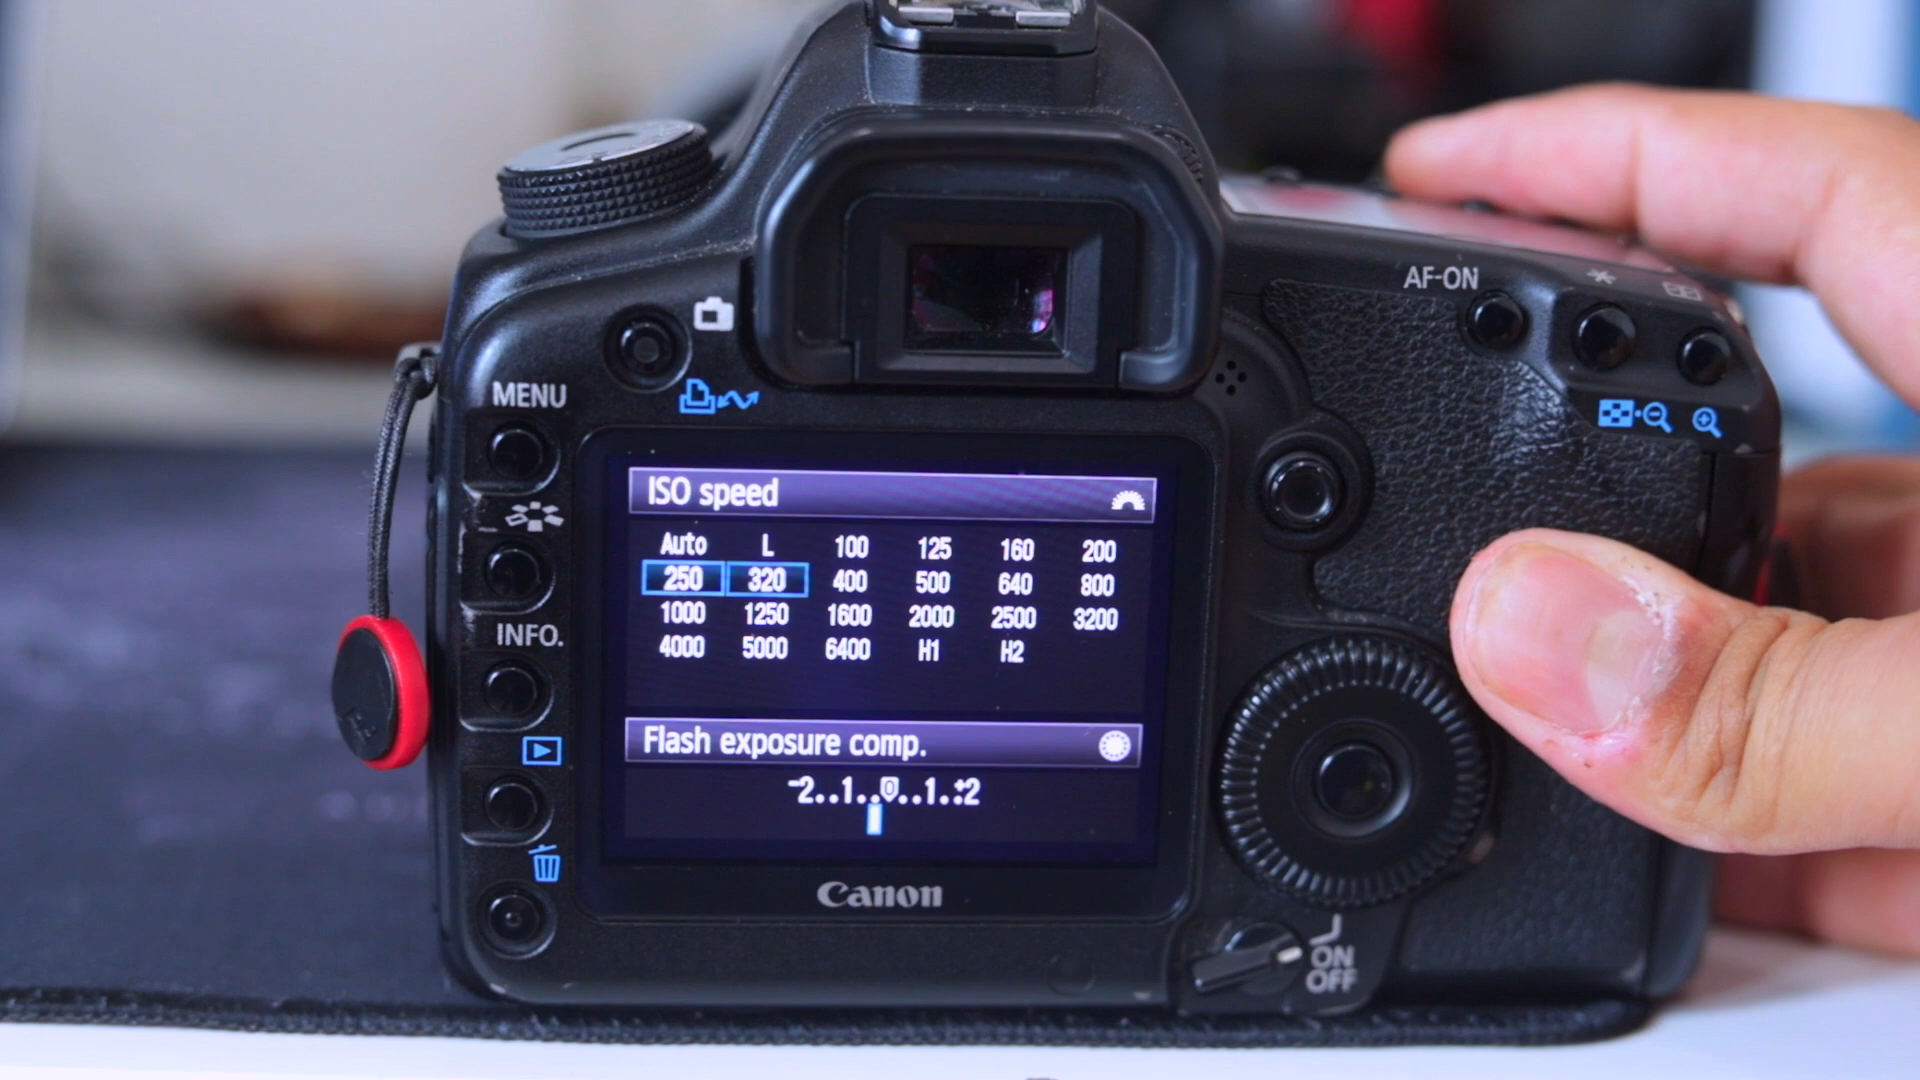 AF-ON
MENU
ISO speed
Auto L 100 125 160 200
250 320 400 500 640 800
1000 1250 1600 2000 2500 3200
4000 5000 6400 H1 H2
INFO.
Flash exposure comp.
-2..1..0..1.:+2
Canon
ON
OFF